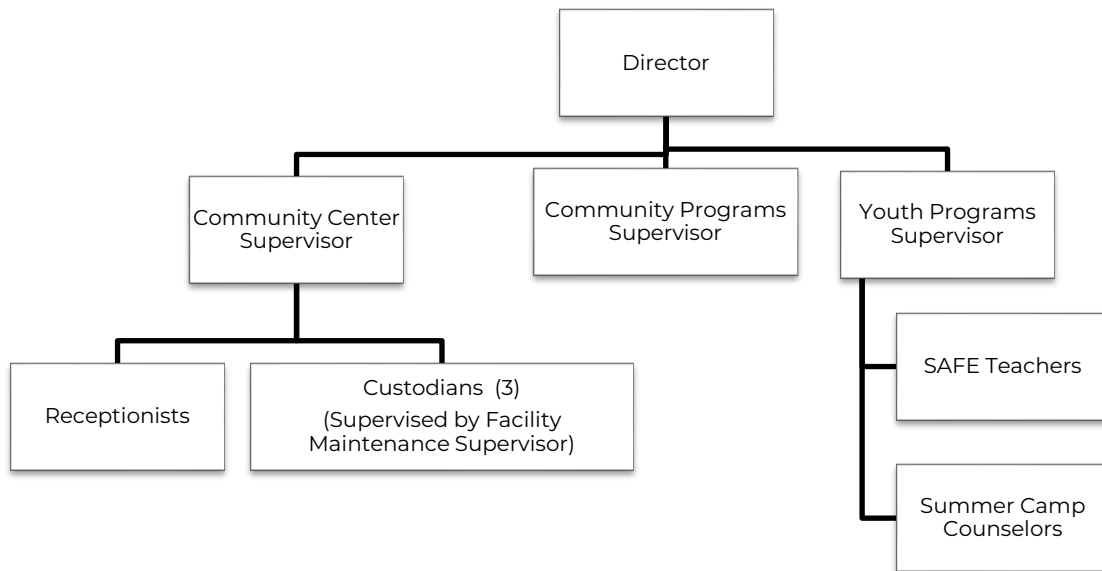 Director
Community Center
Supervisor
Community Programs
Supervisor
Youth Programs
Supervisor
Receptionists
Custodians (3)
(Supervised by Facility
Maintenance Supervisor)
SAFE Teachers
Summer Camp
Counselors